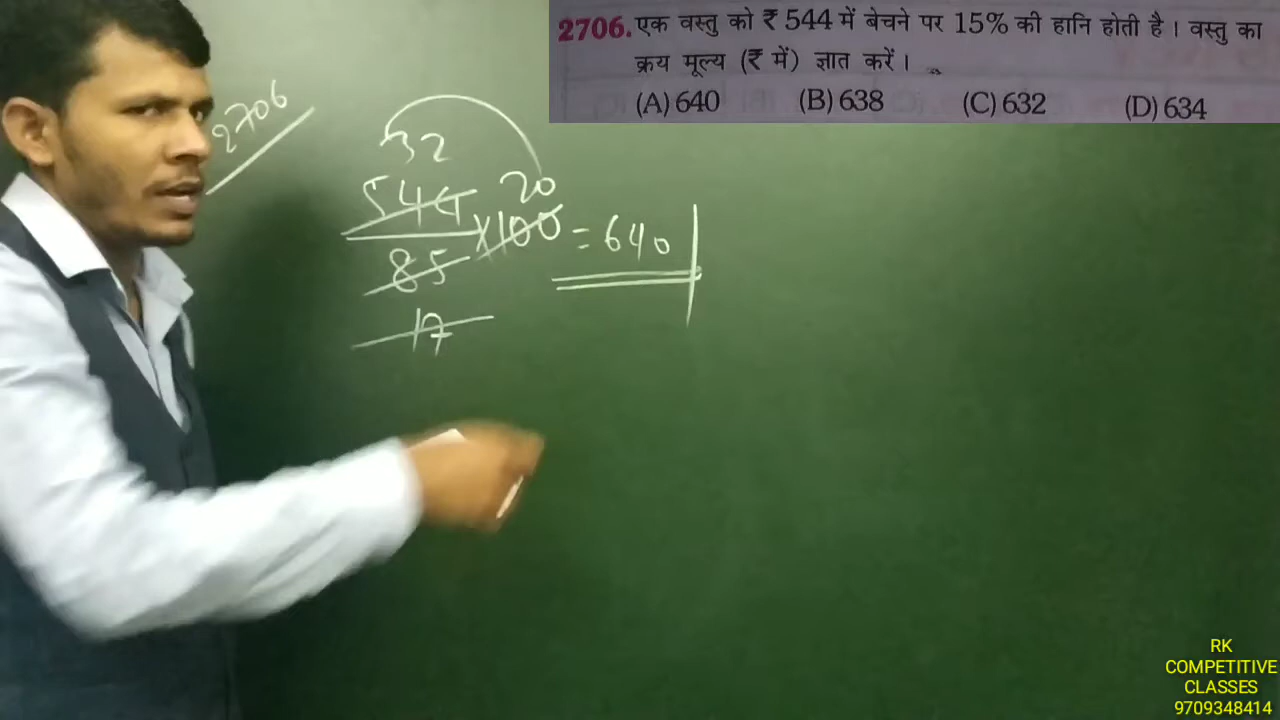 2706. एक वस्तु को ₹ 544 में बेचने पर 15% की हानि होती है। वस्तु का
क्रय मूल्य (₹ में) ज्ञात करें।
(A) 640 (B) 638 (C) 632 (D) 634
2706
32
544 20
×100 = 640
85
17
RK
COMPETITIVE
CLASSES
9709348414